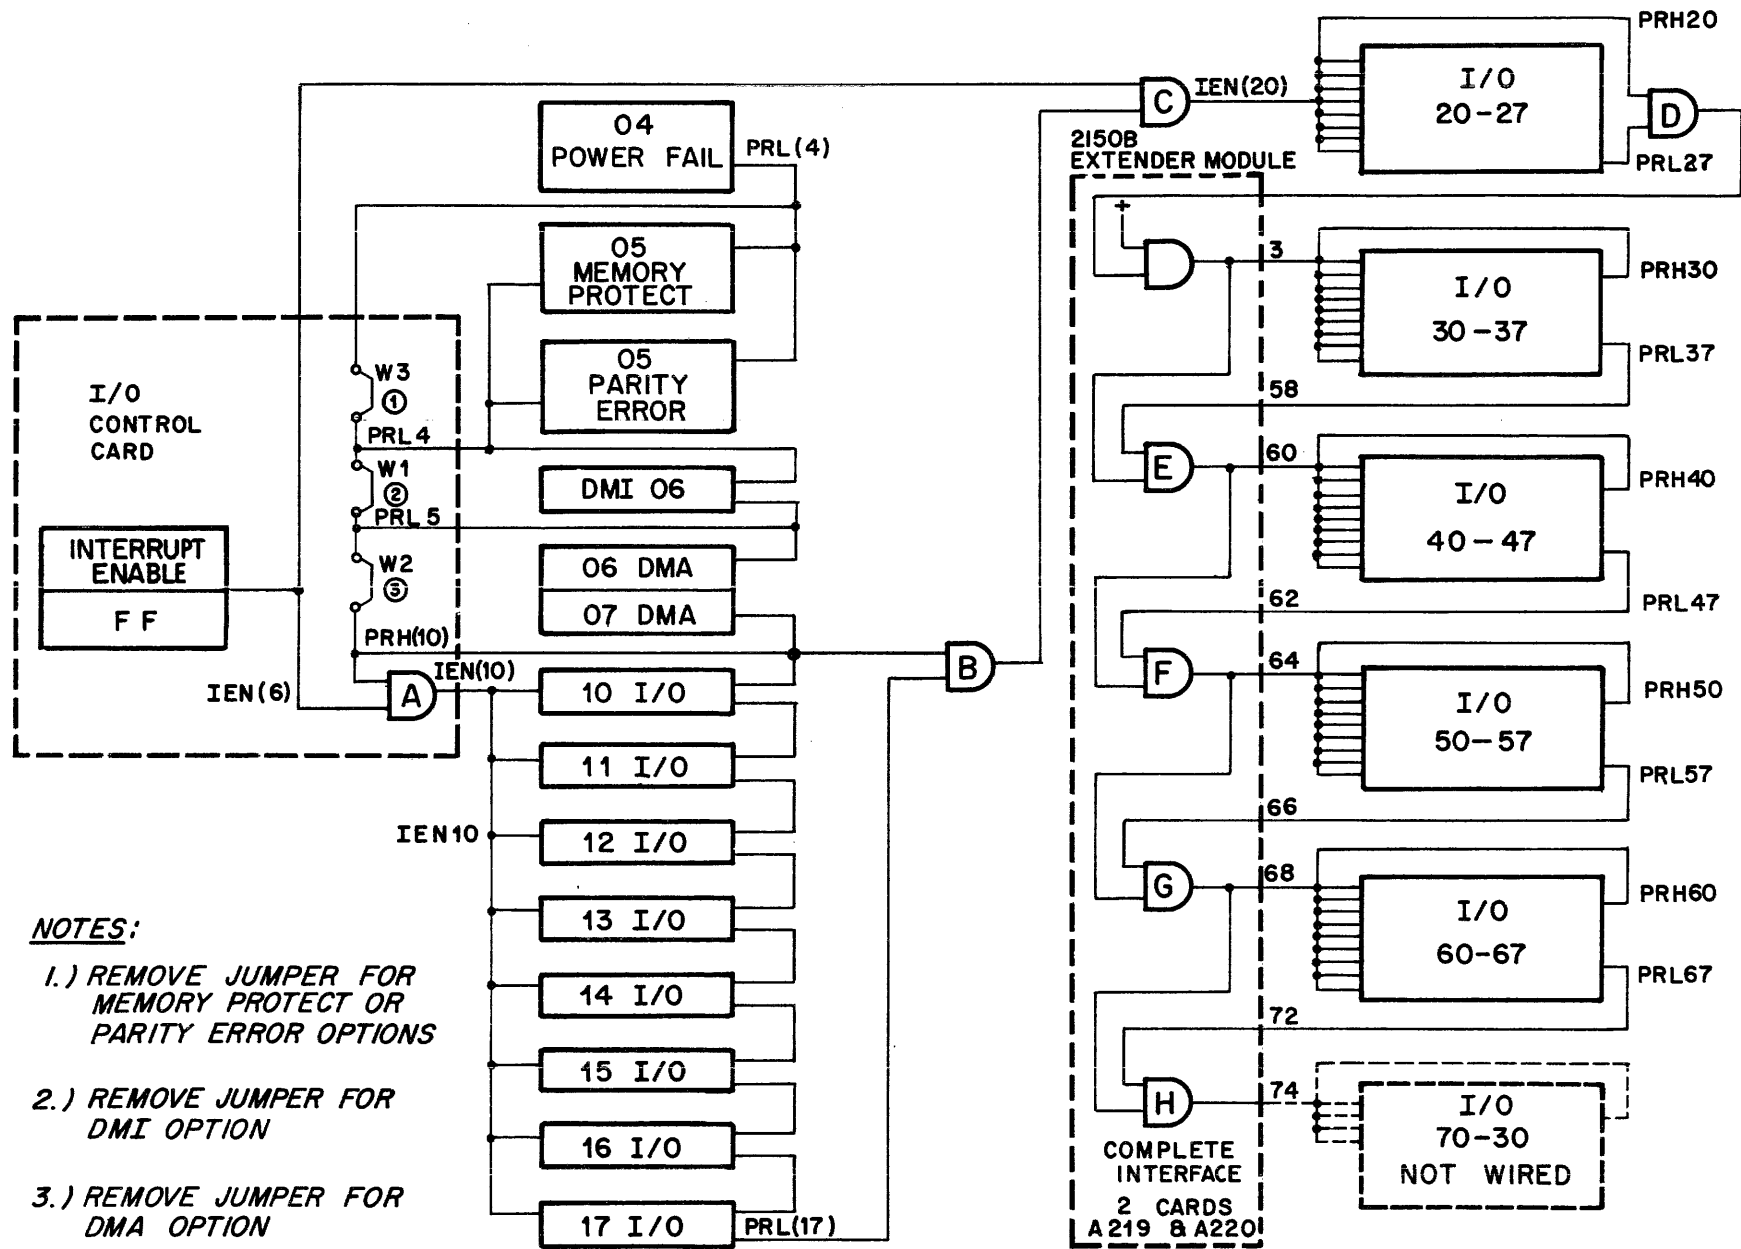 PRH20
I/O
20-27
PRL27
C
IEN(20)
D
2150B
EXTENDER MODULE
04
POWER FAIL
PRL(4)
05
MEMORY
PROTECT
05
PARITY
ERROR
+
3
I/O
30-37
PRH30
PRL37
58
I/O
CONTROL
CARD
W3
1
PRL 4
W1
2
PRL 5
W2
3
PRH(10)
INTERRUPT
ENABLE
FF
IEN(6)
A
IEN(10)
DMI 06
06 DMA
07 DMA
B
E
60
I/O
40-47
PRH40
PRL47
62
F
64
I/O
50-57
PRH50
PRL57
66
10 I/O
11 I/O
IEN10
12 I/O
13 I/O
14 I/O
15 I/O
16 I/O
17 I/O
PRL(17)
G
68
I/O
60-67
PRH60
PRL67
72
H
74
I/O
70-30
NOT WIRED
COMPLETE
INTERFACE
2 CARDS
A219 & A220
NOTES:
1.) REMOVE JUMPER FOR
MEMORY PROTECT OR
PARITY ERROR OPTIONS
2.) REMOVE JUMPER FOR
DMI OPTION
3.) REMOVE JUMPER FOR
DMA OPTION